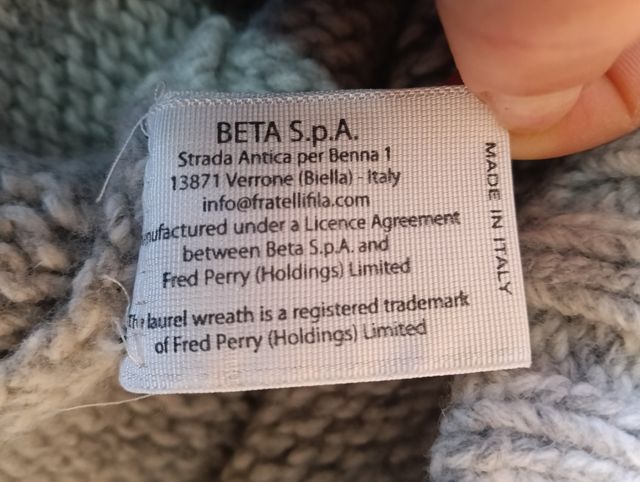 BETA S.p.A.
Strada Antica per Benna 1
13871 Verrone (Biella) - Italy
info@fratellifila.com
nufactured under a Licence Agreement
between Beta S.p.A. and
Fred Perry (Holdings) Limited
The laurel wreath is a registered trademark
of Fred Perry (Holdings) Limited
MADE IN ITALY